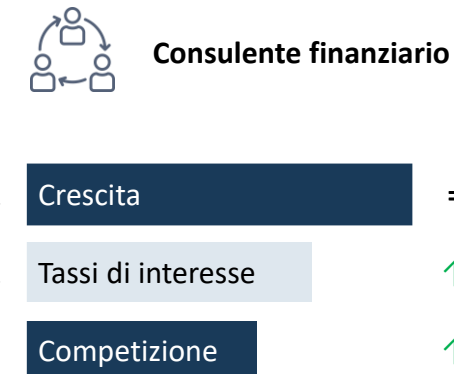 Consulente finanziario
Crescita =
Tassi di interesse ↑
Competizione ↑